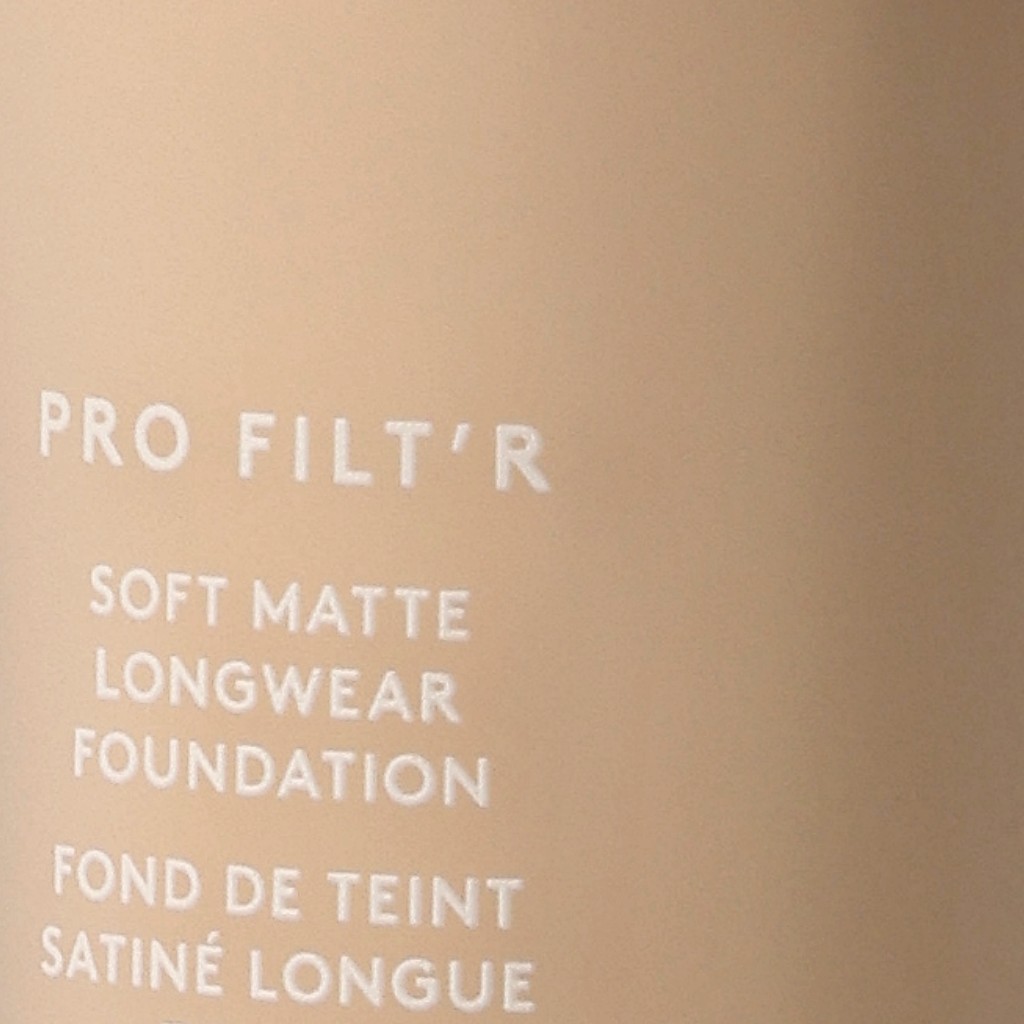 PRO FILT'R
SOFT MATTE
LONGWEAR
FOUNDATION
FOND DE TEINT
SATINÉ LONGUE